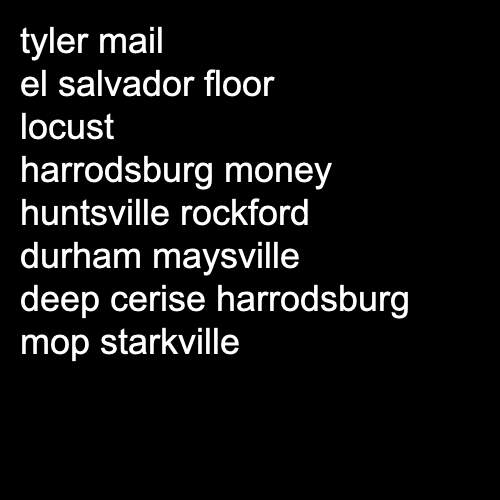 tyler mail
el salvador floor
locust
harrodsburg money
huntsville rockford
durham maysville
deep cerise harrodsburg
mop starkville